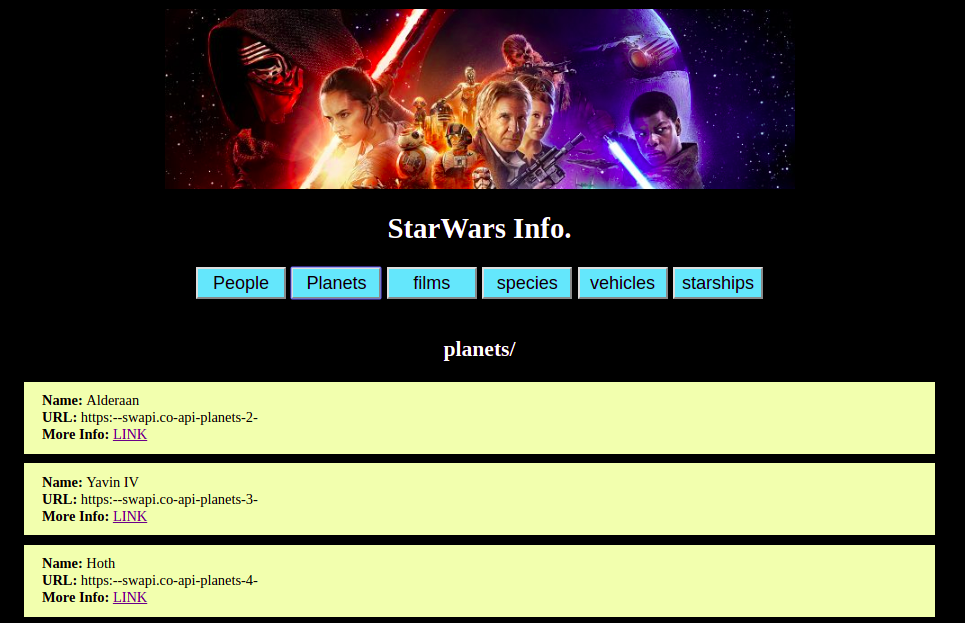 StarWars Info.
People Planets films species vehicles starships
planets/
Name: Alderaan
URL: https:--swapi.co-api-planets-2-
More Info: LINK
Name: Yavin IV
URL: https:--swapi.co-api-planets-3-
More Info: LINK
Name: Hoth
URL: https:--swapi.co-api-planets-4-
More Info: LINK